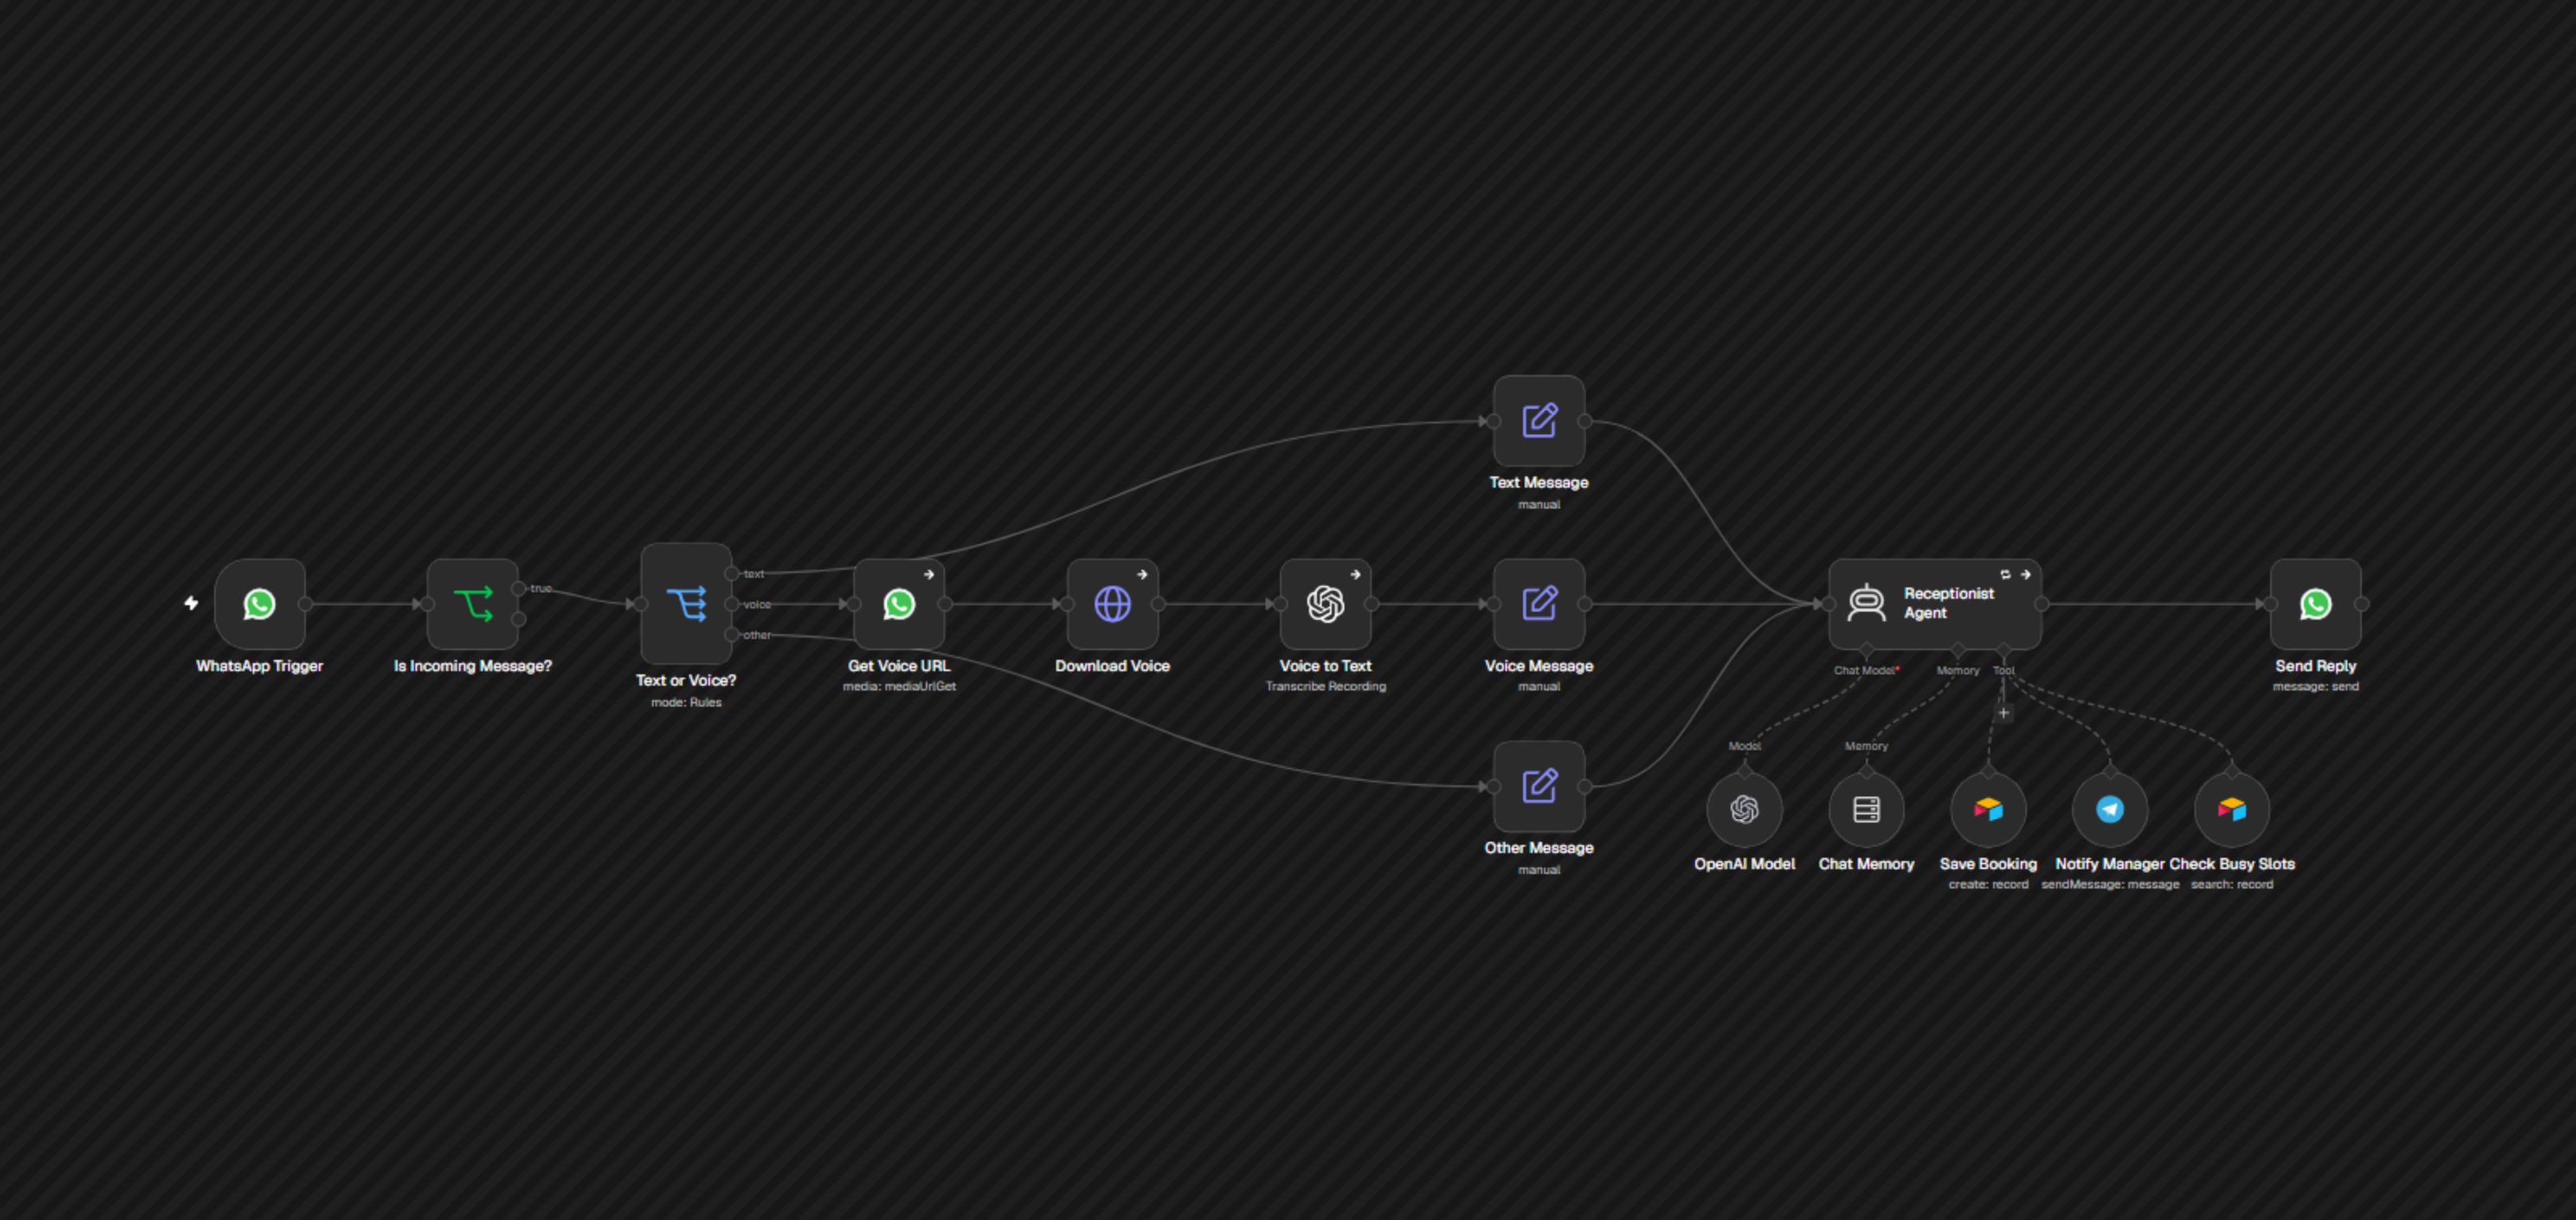 Text Message
manual
text
true
voice
other
Receptionist
Agent
WhatsApp Trigger
Is Incoming Message?
Text or Voice?
mode: Rules
Get Voice URL
media: mediaUrlGet
Download Voice
Voice to Text
Transcribe Recording
Voice Message
manual
Chat Model*
Memory
Tool
+
Send Reply
message: send
Model
Memory
Other Message
manual
OpenAI Model
Chat Memory
Save Booking
create: record
Notify Manager
sendMessage: message
Check Busy Slots
search: record